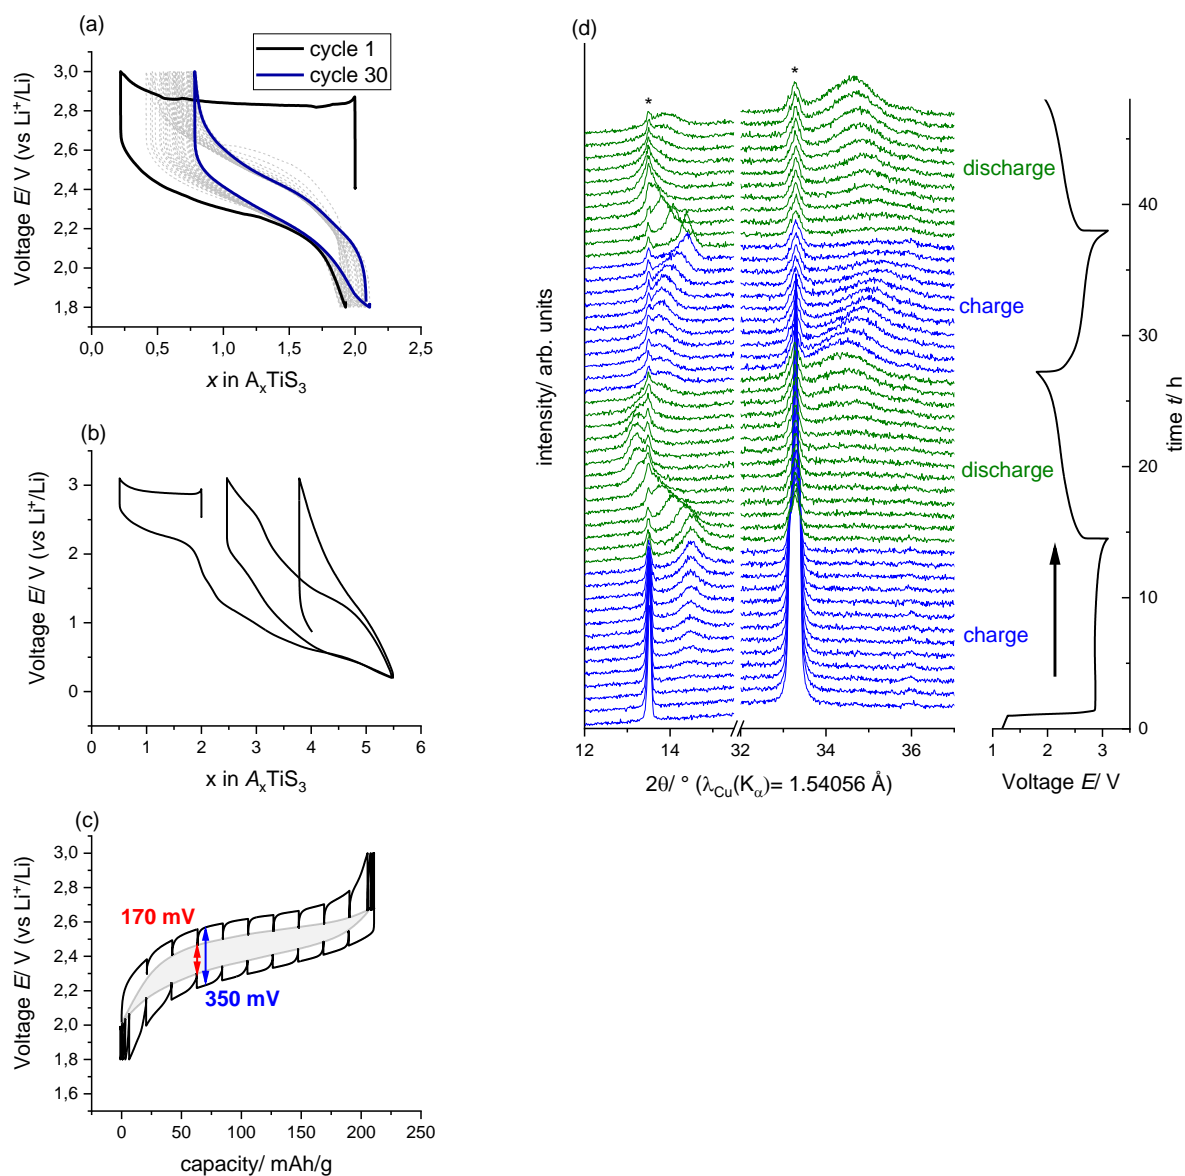 (a)
cycle 1
cycle 30
3,0
2,8
2,6
2,4
2,2
2,0
1,8
Voltage E/ V (vs Li⁺/Li)
0,0 0,5 1,0 1,5 2,0 2,5
x in AₓTiS₃
(b)
3
2
1
0
Voltage E/ V (vs Li⁺/Li)
0 1 2 3 4 5 6
x in AₓTiS₃
(c)
3,0
2,8
2,6
2,4
2,2
2,0
1,8
1,6
Voltage E/ V (vs Li⁺/Li)
170 mV
350 mV
0 50 100 150 200 250
capacity/ mAh/g
(d)
*
*
intensity/ arb. units
discharge
charge
discharge
charge
12 14 32 34 36
2θ/ ° (λCu(Kα)= 1.54056 Å)
40
30
20
10
0
time t/ h
1 2 3
Voltage E/ V